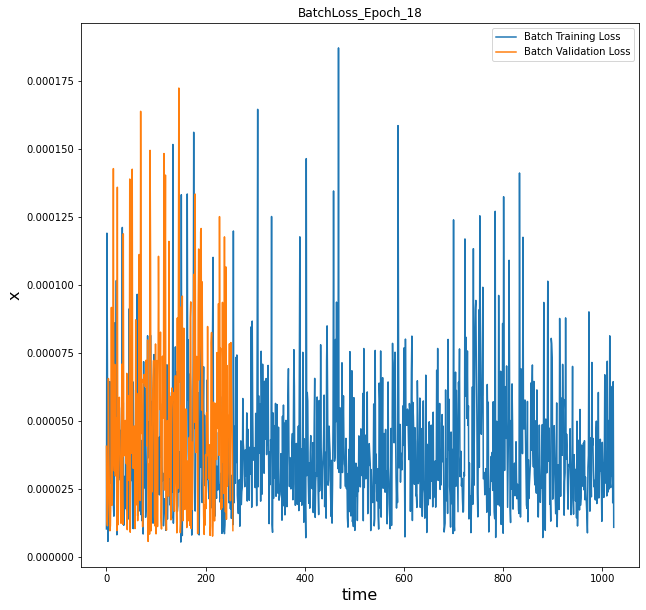 BatchLoss_Epoch_18
Batch Training Loss
Batch Validation Loss
0.000175
0.000150
0.000125
0.000100
0.000075
0.000050
0.000025
0.000000
x
0 200 400 600 800 1000
time